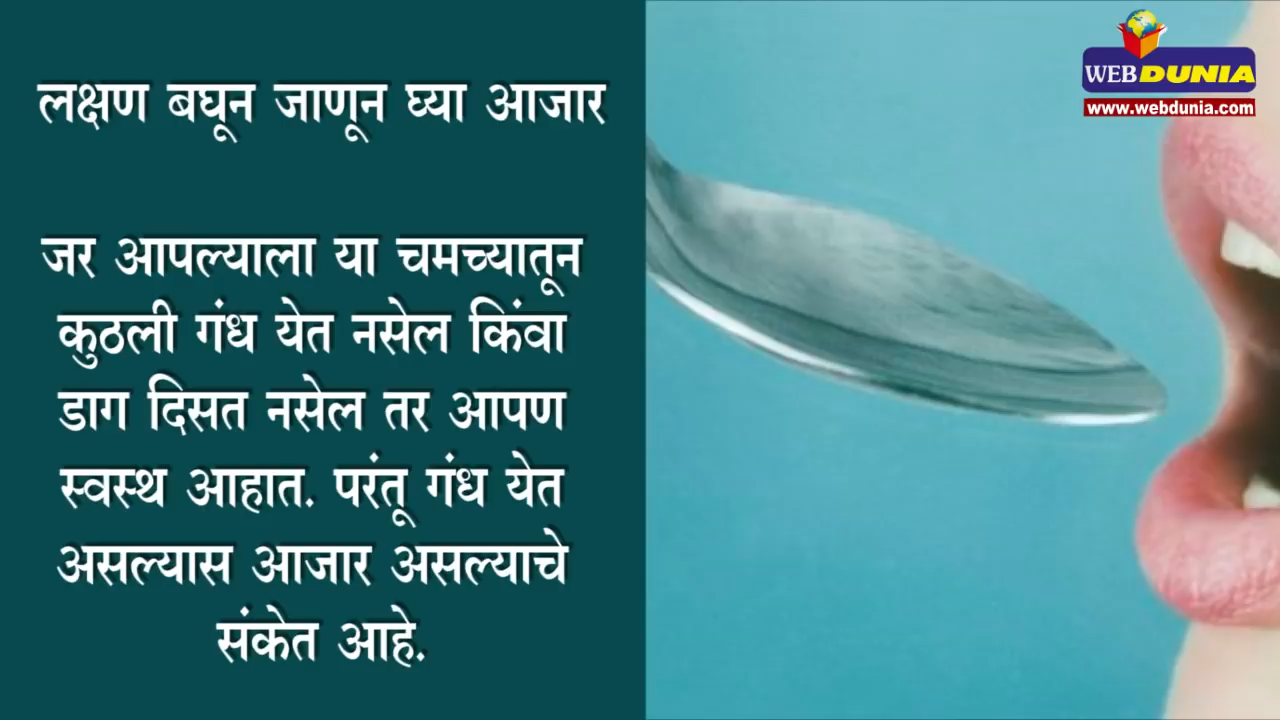 WEBDUNIA
www.webdunia.com
लक्षण बघून जाणून घ्या आजार
जर आपल्याला या चमच्यातून
कुठली गंध येत नसेल किंवा
डाग दिसत नसेल तर आपण
स्वस्थ आहात. परंतू गंध येत
असल्यास आजार असल्याचे
संकेत आहे.